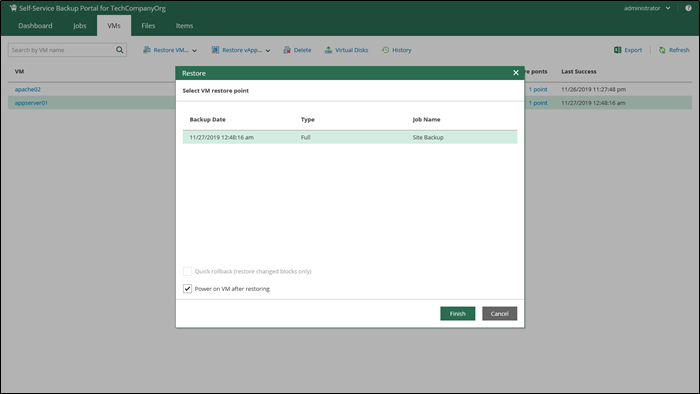 Self-Service Backup Portal for TechCompanyOrg
administrator
Dashboard Jobs VMs Files Items
Search by VM name
Restore VM... Restore vApp... Delete Virtual Disks History Export Refresh
Restore
VM re ponts Last Success
Select VM restore point
apache02 1 point 11/26/2019 11:27:48 pm
appserver01 1 point 11/27/2019 12:48:16 am
Backup Date Type Job Name
11/27/2019 12:48:16 am Full Site Backup
Quick rollback (restore changed blocks only)
Power on VM after restoring
Finish Cancel